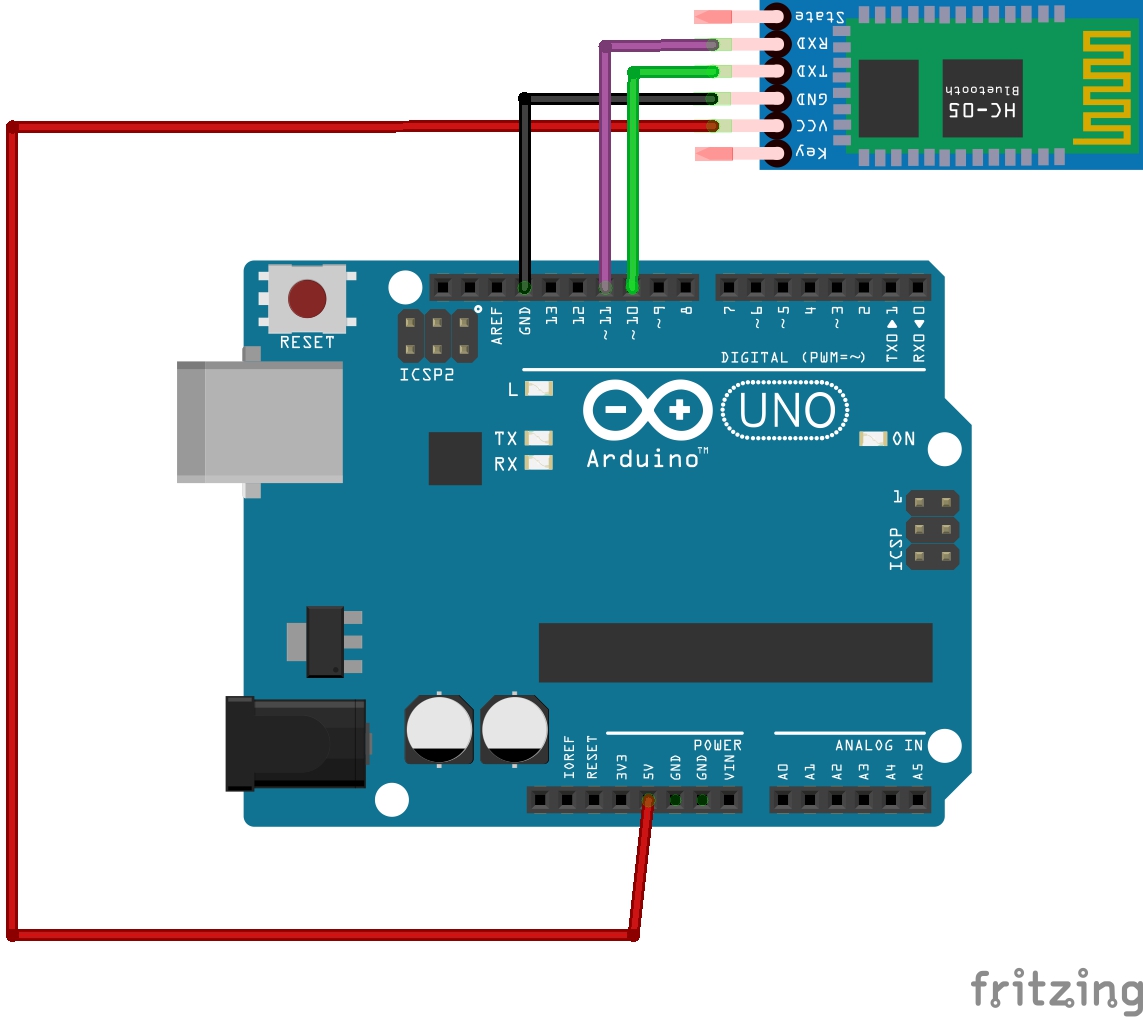 State
RXD
TXD
GND
VCC
Key
HC-05
Bluetooth
RESET
ICSP2
AREF
GND
13
12
~11
~10
~9
8
7
~6
~5
4
~3
2
TX0▶1
RX0◀0
DIGITAL (PWM=~)
L
TX
RX
UNO
ON
Arduino™
1
ICSP
IOREF
RESET
3V3
5V
GND
GND
VIN
POWER
ANALOG IN
A0
A1
A2
A3
A4
A5
fritzing